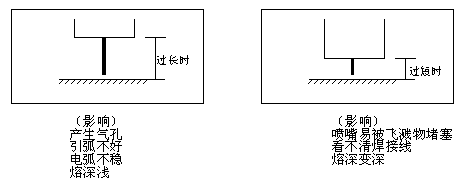 过长时
过短时
(影响)
产生气孔
引弧不好
电弧不稳
熔深浅
(影响)
喷嘴易被飞溅物堵塞
看不清焊接线
熔深变深